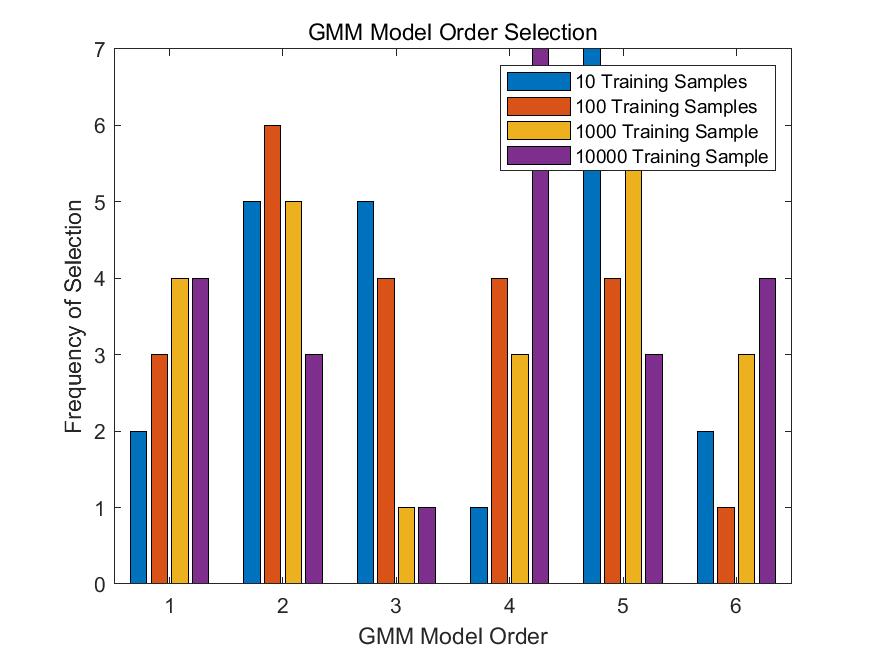 GMM Model Order Selection
7
6
5
4
3
2
1
0
Frequency of Selection
10 Training Samples
100 Training Samples
1000 Training Sample
10000 Training Sample
1 2 3 4 5 6
GMM Model Order